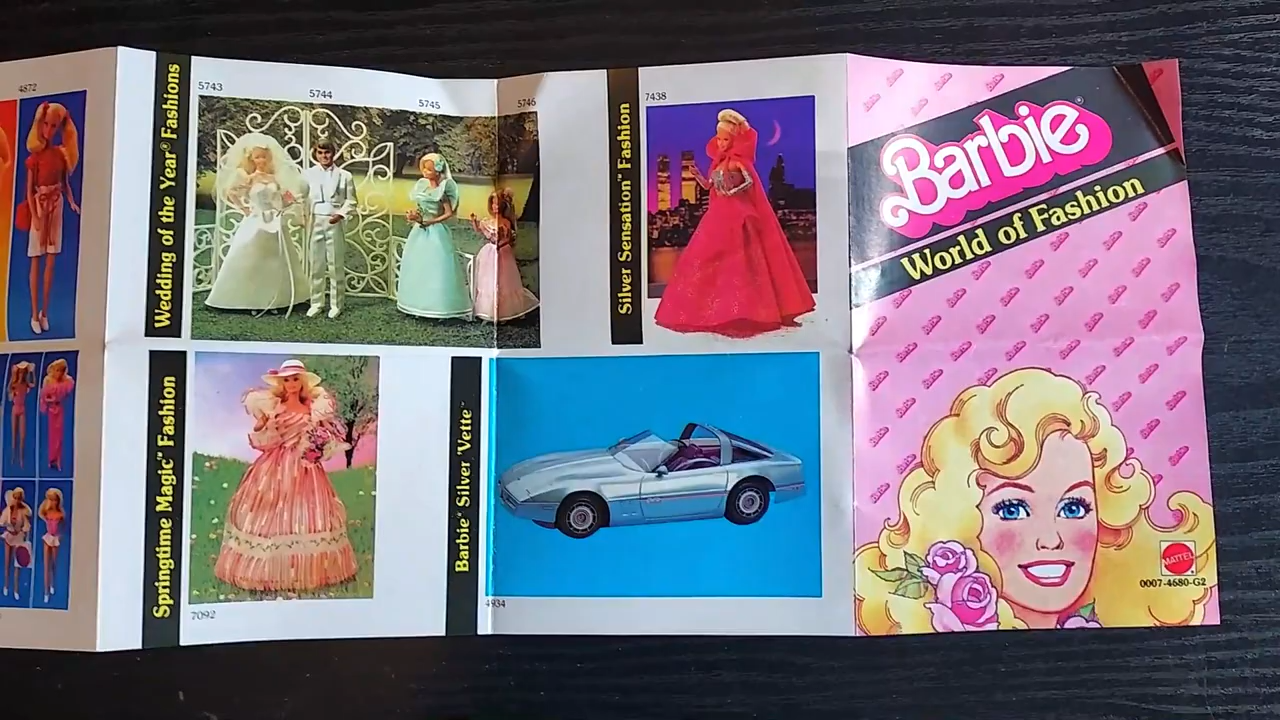 4872
Wedding of the Year® Fashions
5743
5744
5745
5746
Springtime Magic™ Fashion
7092
Silver Sensation™ Fashion
7438
Barbie® Silver 'Vette™
4934
Barbie®
World of Fashion
MATTEL
0007-4680-G2